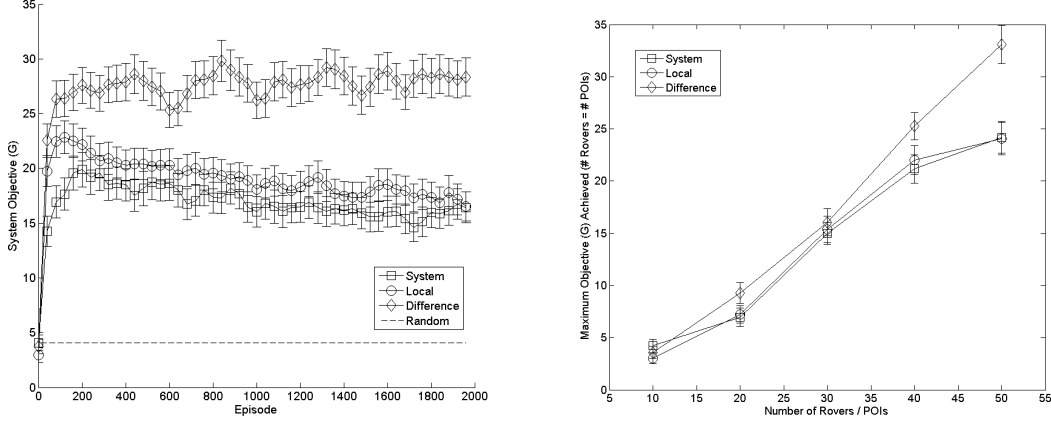 35
30
25
20
15
10
5
0
System Objective (G)
System
Local
Difference
Random
0 200 400 600 800 1000 1200 1400 1600 1800 2000
Episode
35
30
25
20
15
10
5
0
Maximum Objective (G) Achieved (# Rovers = # POIs)
System
Local
Difference
5 10 15 20 25 30 35 40 45 50 55
Number of Rovers / POIs